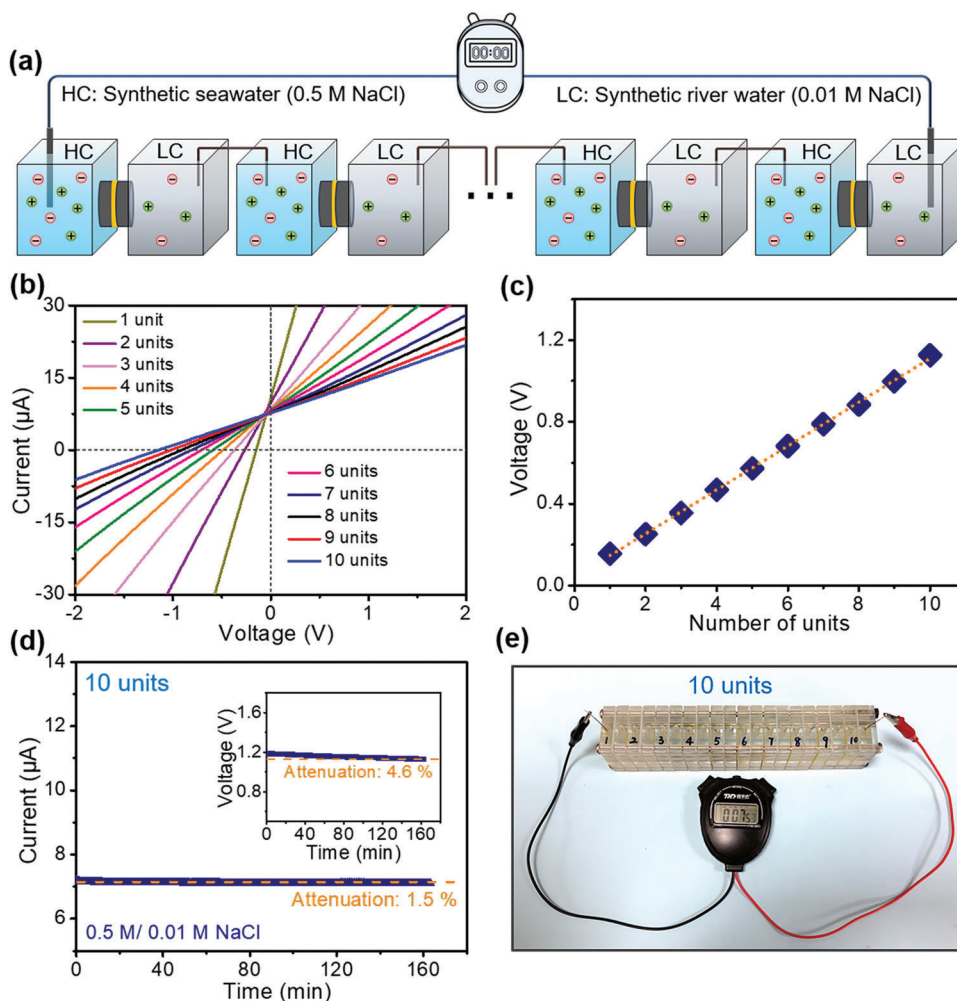 (a)
00:00
HC: Synthetic seawater (0.5 M NaCl)
LC: Synthetic river water (0.01 M NaCl)
HC
LC
HC
LC
HC
LC
HC
LC
(b)
30
15
0
-15
-30
Current (µA)
1 unit
2 units
3 units
4 units
5 units
6 units
7 units
8 units
9 units
10 units
-2
-1
0
1
2
Voltage (V)
(c)
1.2
0.8
0.4
0.0
Voltage (V)
0
2
4
6
8
10
Number of units
(d)
14
12
10
8
6
Current (µA)
10 units
1.6
1.2
0.8
Voltage (V)
Attenuation: 4.6 %
0
40
80
120
160
Time (min)
Attenuation: 1.5 %
0.5 M/ 0.01 M NaCl
0
40
80
120
160
Time (min)
(e)
10 units
2
3
4
5
6
7
8
9
10